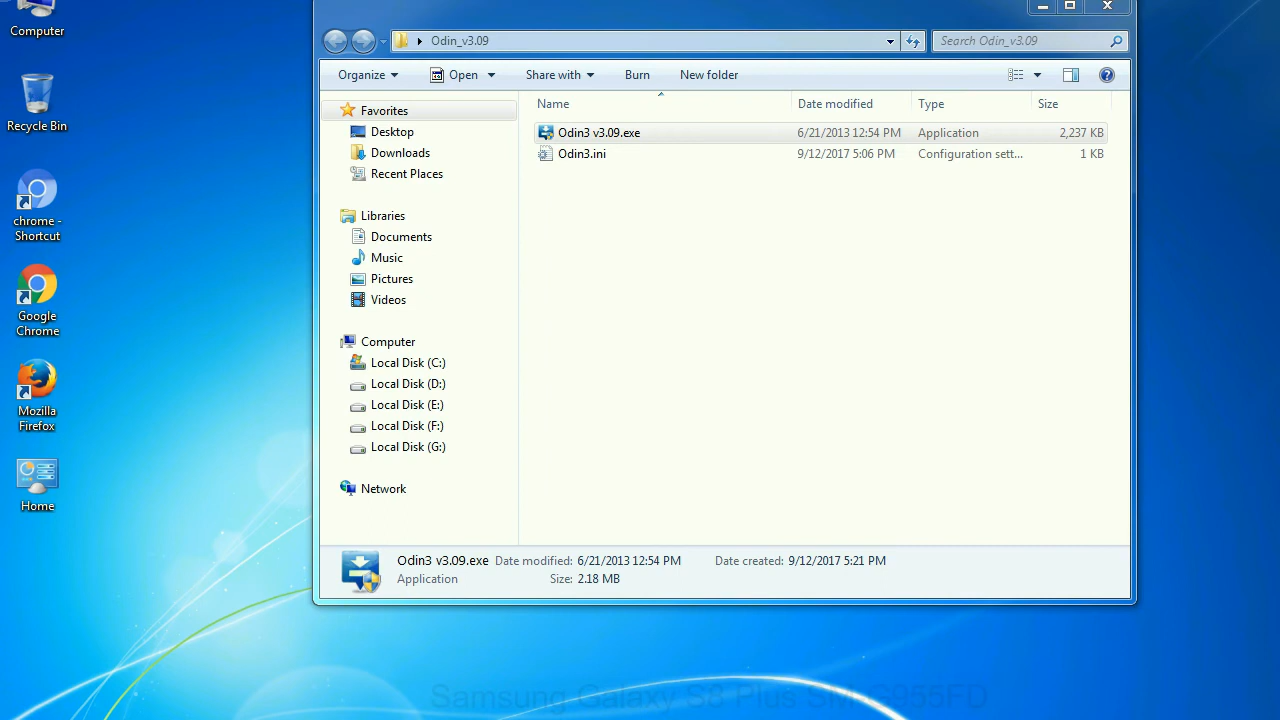 Computer
Recycle Bin
chrome -
Shortcut
Google
Chrome
Mozilla
Firefox
Home
Odin_v3.09
Search Odin_v3.09
Organize
Open
Share with
Burn
New folder
Favorites
Desktop
Downloads
Recent Places
Libraries
Documents
Music
Pictures
Videos
Computer
Local Disk (C:)
Local Disk (D:)
Local Disk (E:)
Local Disk (F:)
Local Disk (G:)
Network
Name Date modified Type Size
Odin3 v3.09.exe 6/21/2013 12:54 PM Application 2,237 KB
Odin3.ini 9/12/2017 5:06 PM Configuration sett... 1 KB
Odin3 v3.09.exe Date modified: 6/21/2013 12:54 PM Date created: 9/12/2017 5:21 PM
Application Size: 2.18 MB
Samsung Galaxy S8 Plus SM-G955FD